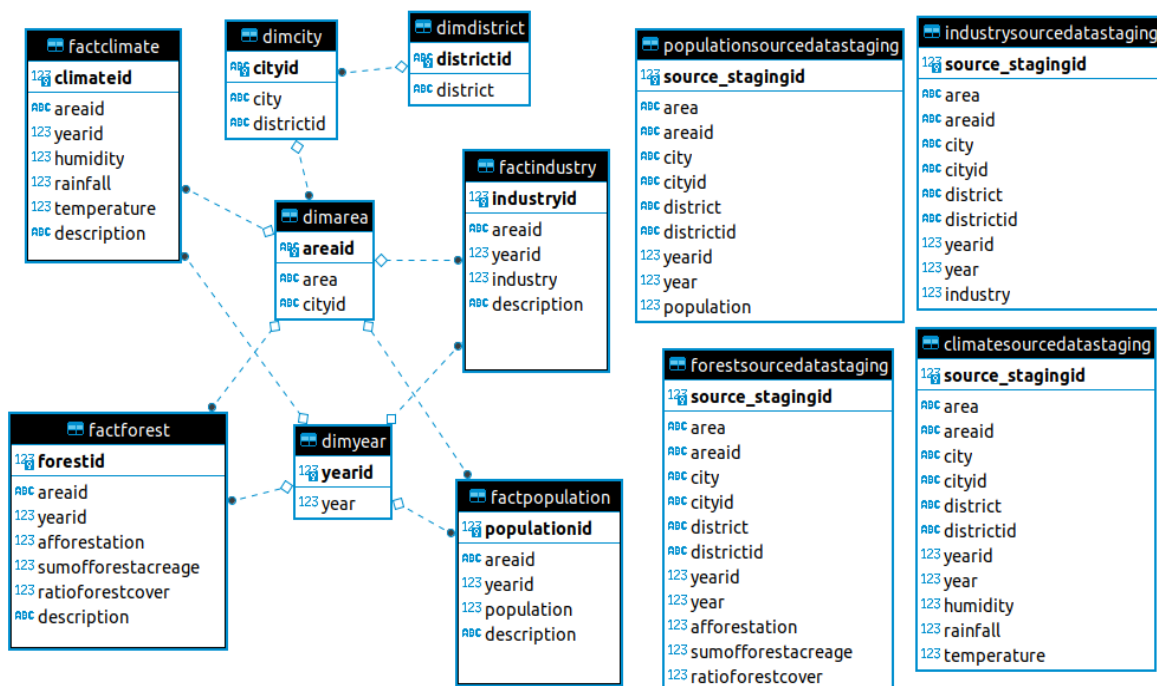 factclimate
123 climateid
ABC areaid
123 yearid
123 humidity
123 rainfall
123 temperature
ABC description
dimcity
ABC cityid
ABC city
ABC districtid
dimdistrict
ABC districtid
ABC district
dimarea
ABC areaid
ABC area
ABC cityid
factindustry
123 industryid
ABC areaid
123 yearid
123 industry
ABC description
factforest
123 forestid
ABC areaid
123 yearid
123 afforestation
123 sumofforestacreage
123 ratioforestcover
ABC description
dimyear
123 yearid
123 year
factpopulation
123 populationid
ABC areaid
123 yearid
123 population
ABC description
populationsourcedatastaging
123 source_stagingid
ABC area
ABC areaid
ABC city
ABC cityid
ABC district
ABC districtid
123 yearid
123 year
123 population
industrysourcedatastaging
123 source_stagingid
ABC area
ABC areaid
ABC city
ABC cityid
ABC district
ABC districtid
123 yearid
123 year
123 industry
forestsourcedatastaging
123 source_stagingid
ABC area
ABC areaid
ABC city
ABC cityid
ABC district
ABC districtid
123 yearid
123 year
123 afforestation
123 sumofforestacreage
123 ratioforestcover
climatesourcedatastaging
123 source_stagingid
ABC area
ABC areaid
ABC city
ABC cityid
ABC district
ABC districtid
123 yearid
123 year
123 humidity
123 rainfall
123 temperature